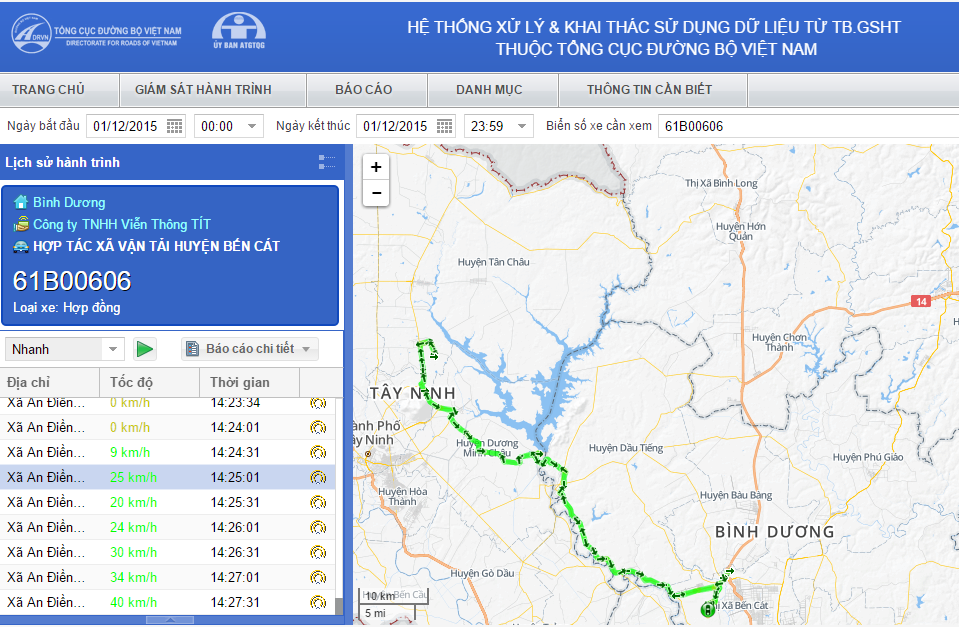 TỔNG CỤC ĐƯỜNG BỘ VIỆT NAM
DIRECTORATE FOR ROADS OF VIETNAM
DRVN
ỦY BAN ATGTQG
HỆ THỐNG XỬ LÝ & KHAI THÁC SỬ DỤNG DỮ LIỆU TỪ TB.GSHT
THUỘC TỔNG CỤC ĐƯỜNG BỘ VIỆT NAM
TRANG CHỦ GIÁM SÁT HÀNH TRÌNH BÁO CÁO DANH MỤC THÔNG TIN CẦN BIẾT
Ngày bắt đầu 01/12/2015 00:00 Ngày kết thúc 01/12/2015 23:59 Biển số xe cần xem 61B00606
Lịch sử hành trình
Bình Dương
Công ty TNHH Viễn Thông TÍT
HỢP TÁC XÃ VẬN TẢI HUYỆN BẾN CÁT
61B00606
Loại xe: Hợp đồng
Nhanh Báo cáo chi tiết
Địa chỉ Tốc độ Thời gian
Xã An Điền... 0 km/h 14:23:34
Xã An Điền... 0 km/h 14:24:01
Xã An Điền... 9 km/h 14:24:31
Xã An Điền... 25 km/h 14:25:01
Xã An Điền... 20 km/h 14:25:31
Xã An Điền... 24 km/h 14:26:01
Xã An Điền... 30 km/h 14:26:31
Xã An Điền... 34 km/h 14:27:01
Xã An Điền... 40 km/h 14:27:31
+
−
Thị Xã Bình Long
Huyện Hớn
Quản
Huyện Tân Châu
14
Huyện Chơn
Thành
TÂY NINH
ành Phố
ây Ninh
Huyện Dương
Minh Châu
Huyện Dầu Tiếng
Huyện Phú Giáo
Huyện Hòa
Thành
Huyện Bàu Bàng
BÌNH DƯƠNG
Huyện Gò Dầu
Huyện Bến Cầu
10 km
5 mi
Thị Xã Bến Cát